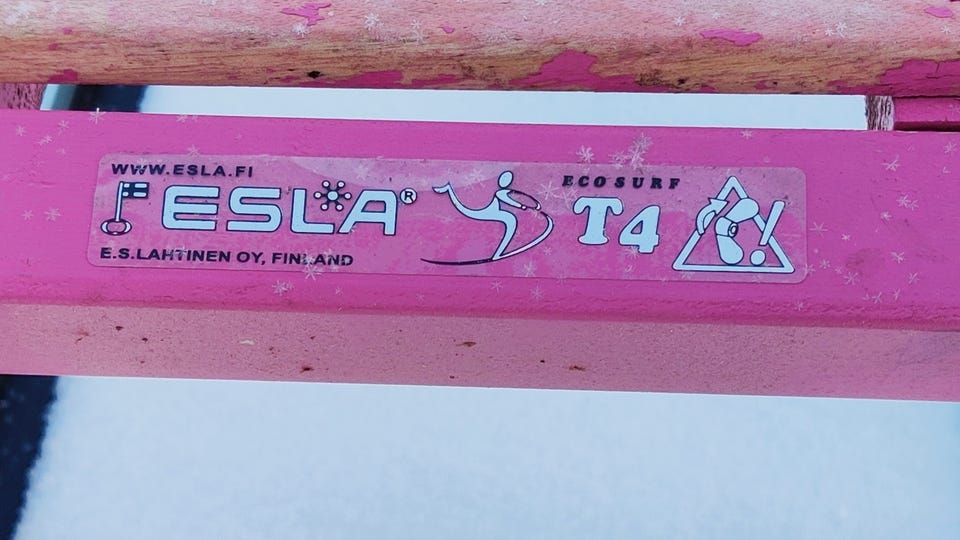 WWW.ESLA.FI
ESLA®
E.S.LAHTINEN OY, FINLAND
ECOSURF
T4